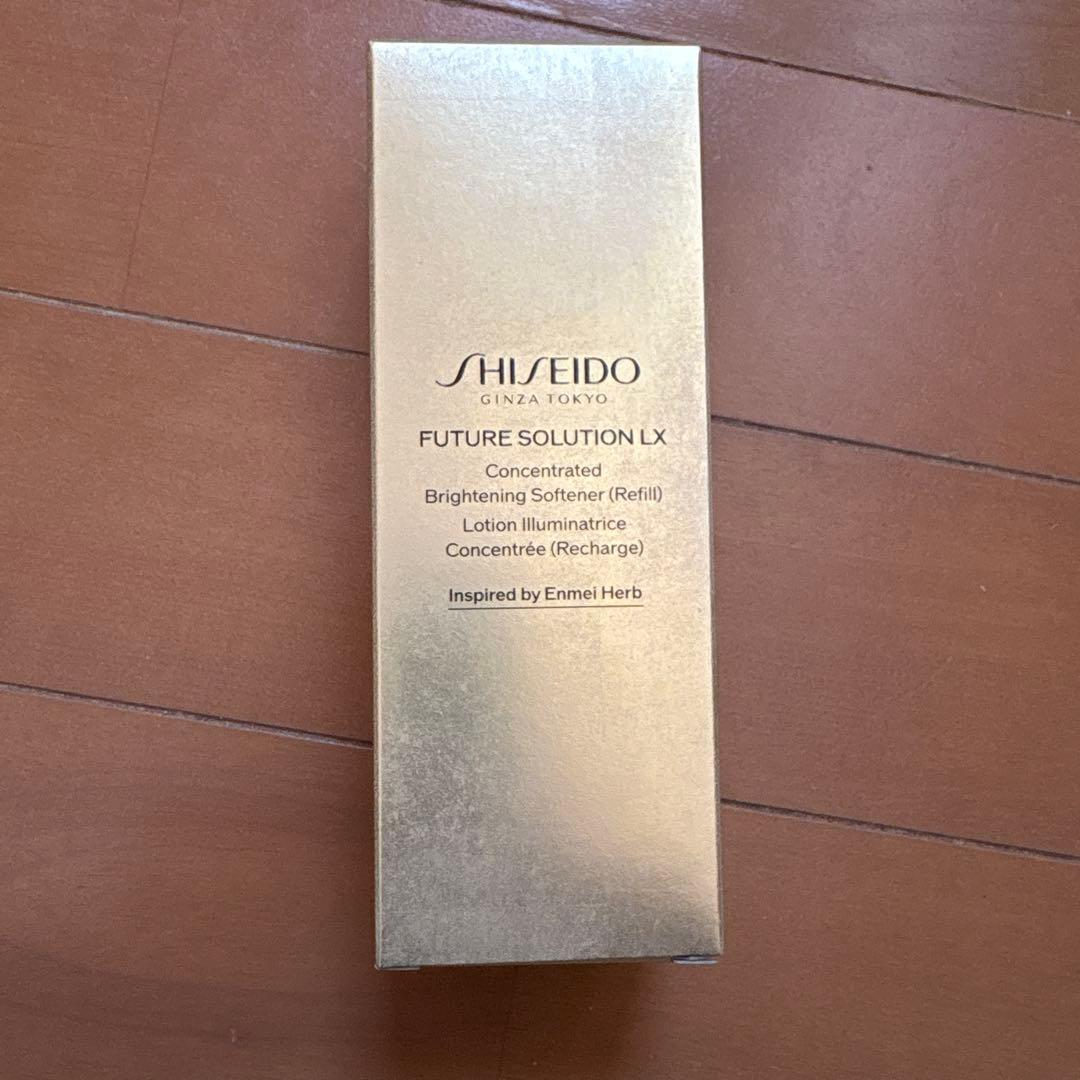 SHISEIDO
GINZA TOKYO
FUTURE SOLUTION LX
Concentrated
Brightening Softener (Refill)
Lotion Illuminatrice
Concentrée (Recharge)
Inspired by Enmei Herb